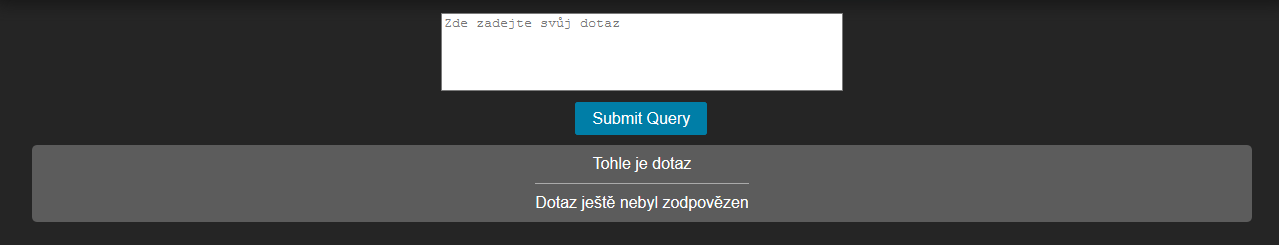 Zde zadejte svůj dotaz
Submit Query
Tohle je dotaz
Dotaz ještě nebyl zodpovězen